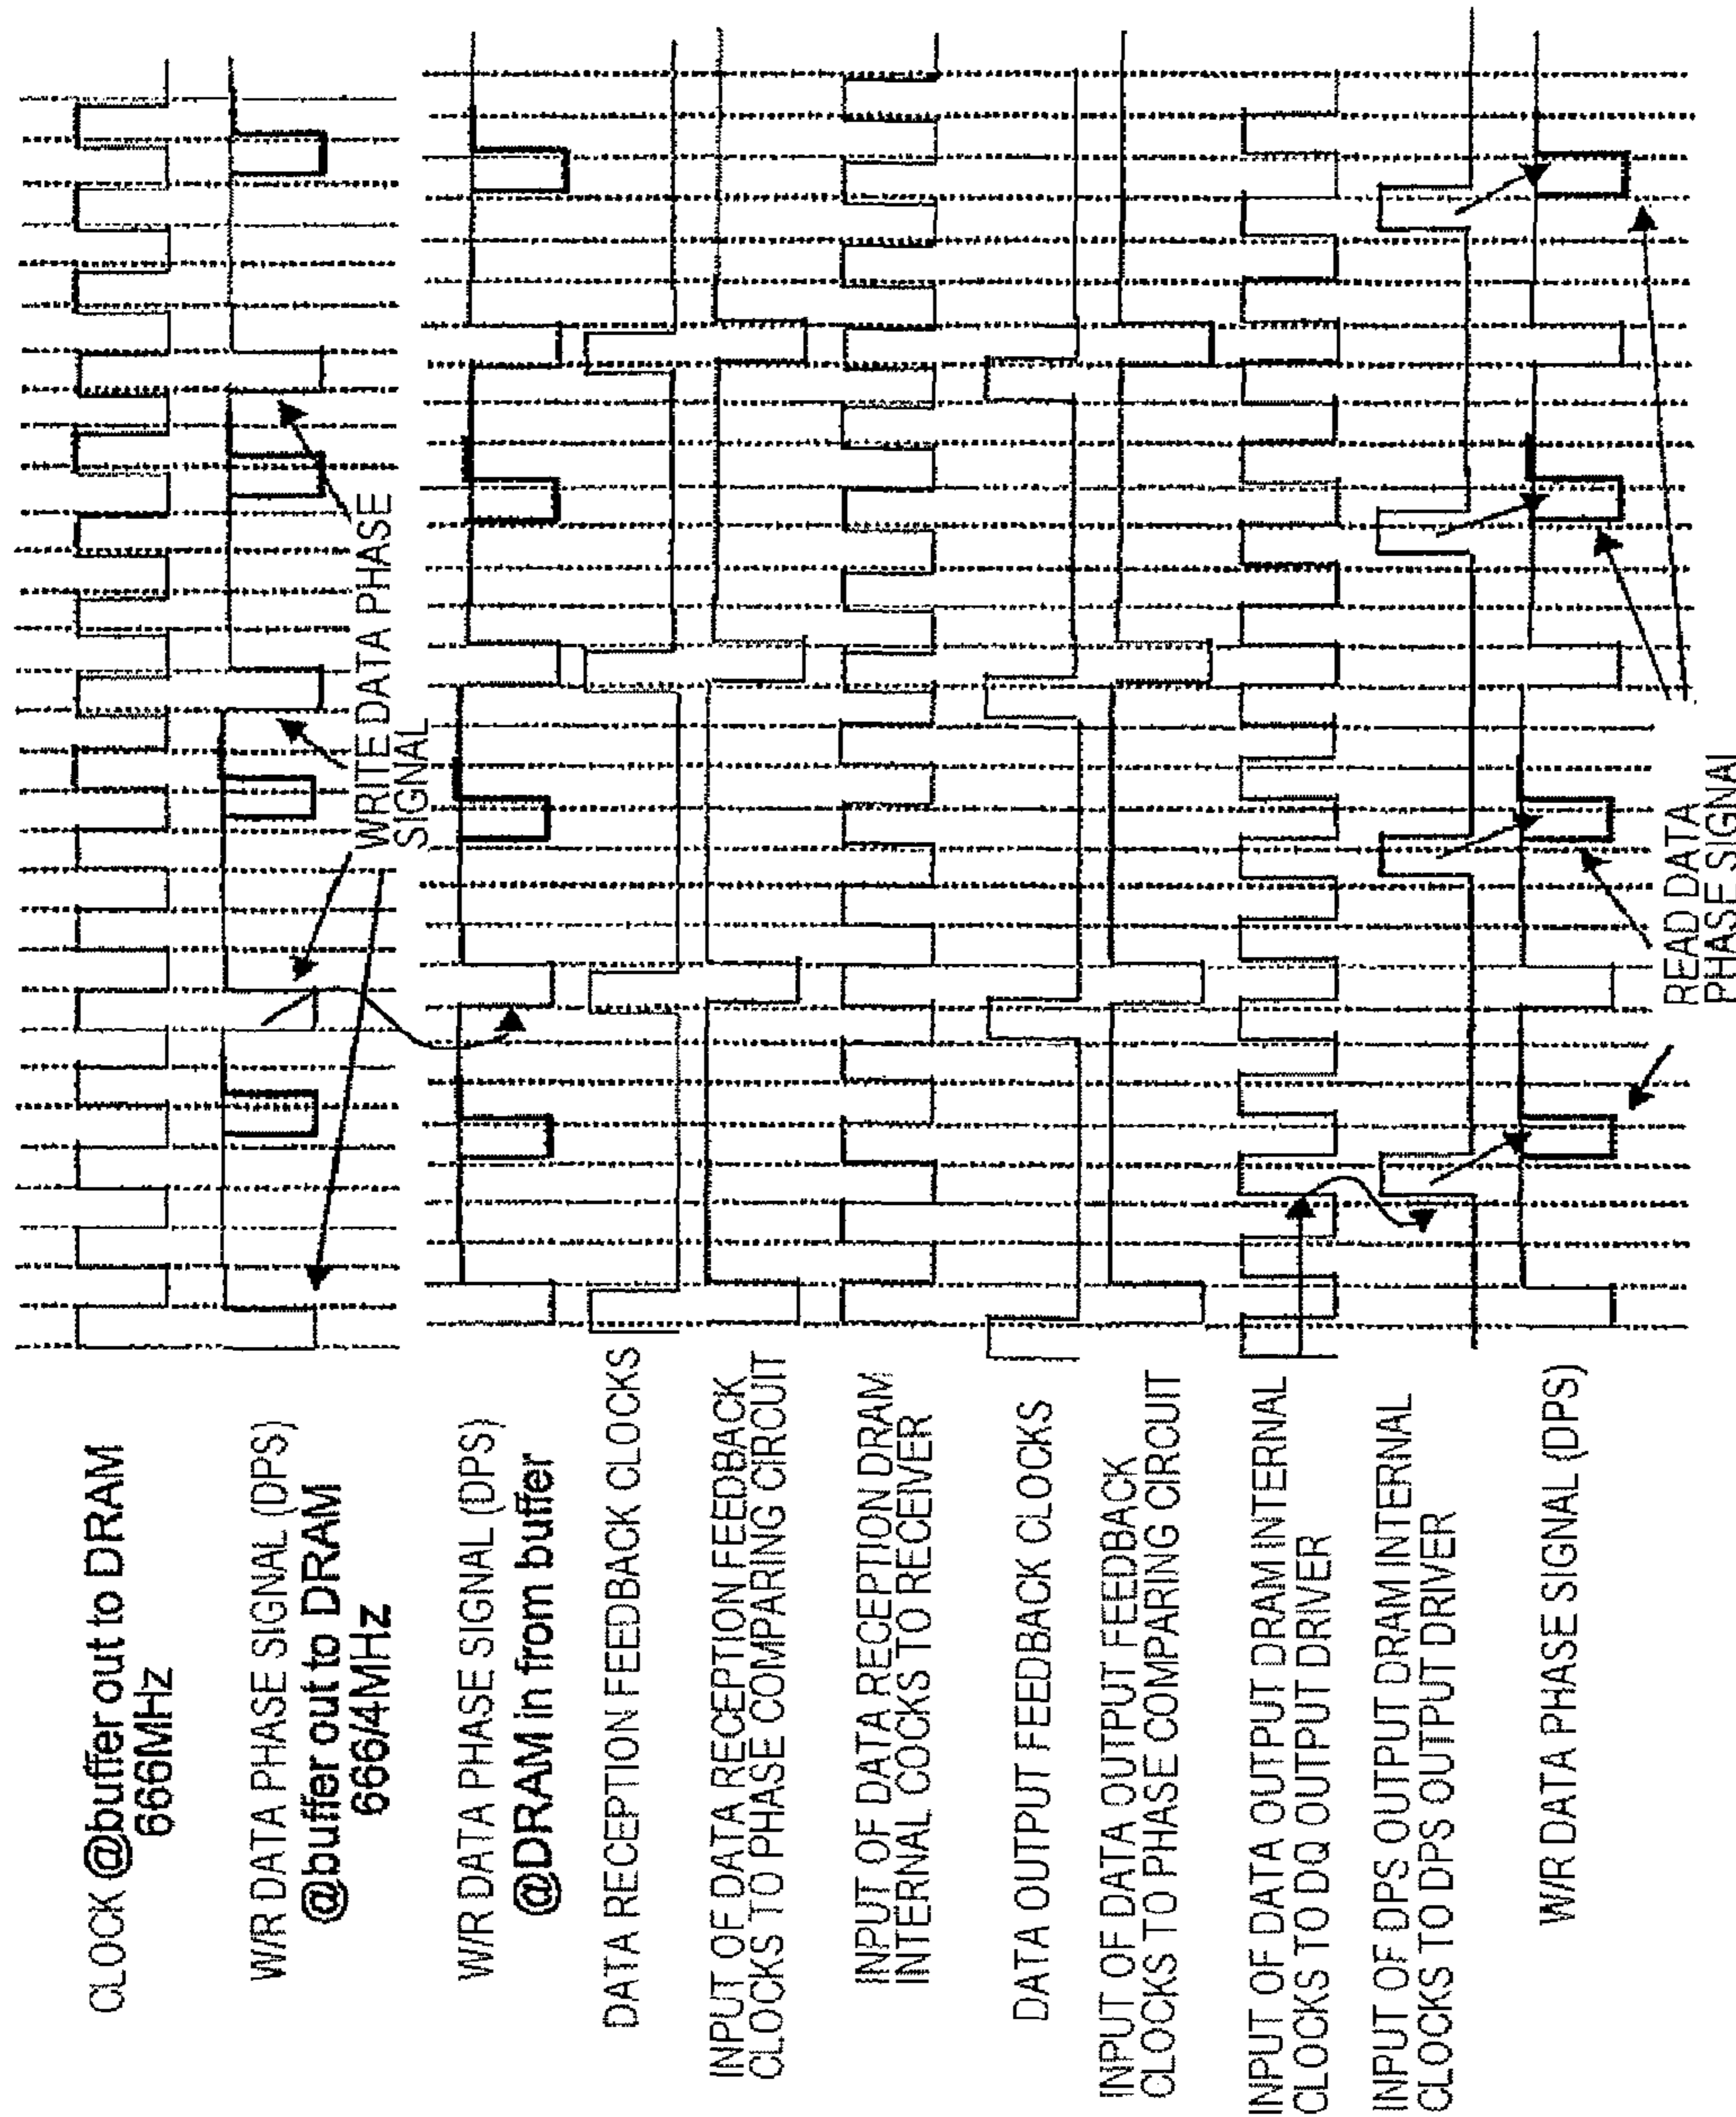 CLOCK @buffer out to DRAM
666MHz
W/R DATA PHASE SIGNAL (DPS)
@buffer out to DRAM
666/4MHz
WRITE DATA PHASE
SIGNAL
W/R DATA PHASE SIGNAL (DPS)
@DRAM in from buffer
DATA RECEPTION FEEDBACK CLOCKS
INPUT OF DATA RECEPTION FEEDBACK
CLOCKS TO PHASE COMPARING CIRCUIT
INPUT OF DATA RECEPTION DRAM
INTERNAL COCKS TO RECEIVER
DATA OUTPUT FEEDBACK CLOCKS
INPUT OF DATA OUTPUT FEEDBACK
CLOCKS TO PHASE COMPARING CIRCUIT
INPUT OF DATA OUTPUT DRAM INTERNAL
CLOCKS TO DQ OUTPUT DRIVER
INPUT OF DPS OUTPUT DRAM INTERNAL
CLOCKS TO DPS OUTPUT DRIVER
W/R DATA PHASE SIGNAL (DPS)
READ DATA
PHASE SIGNAL